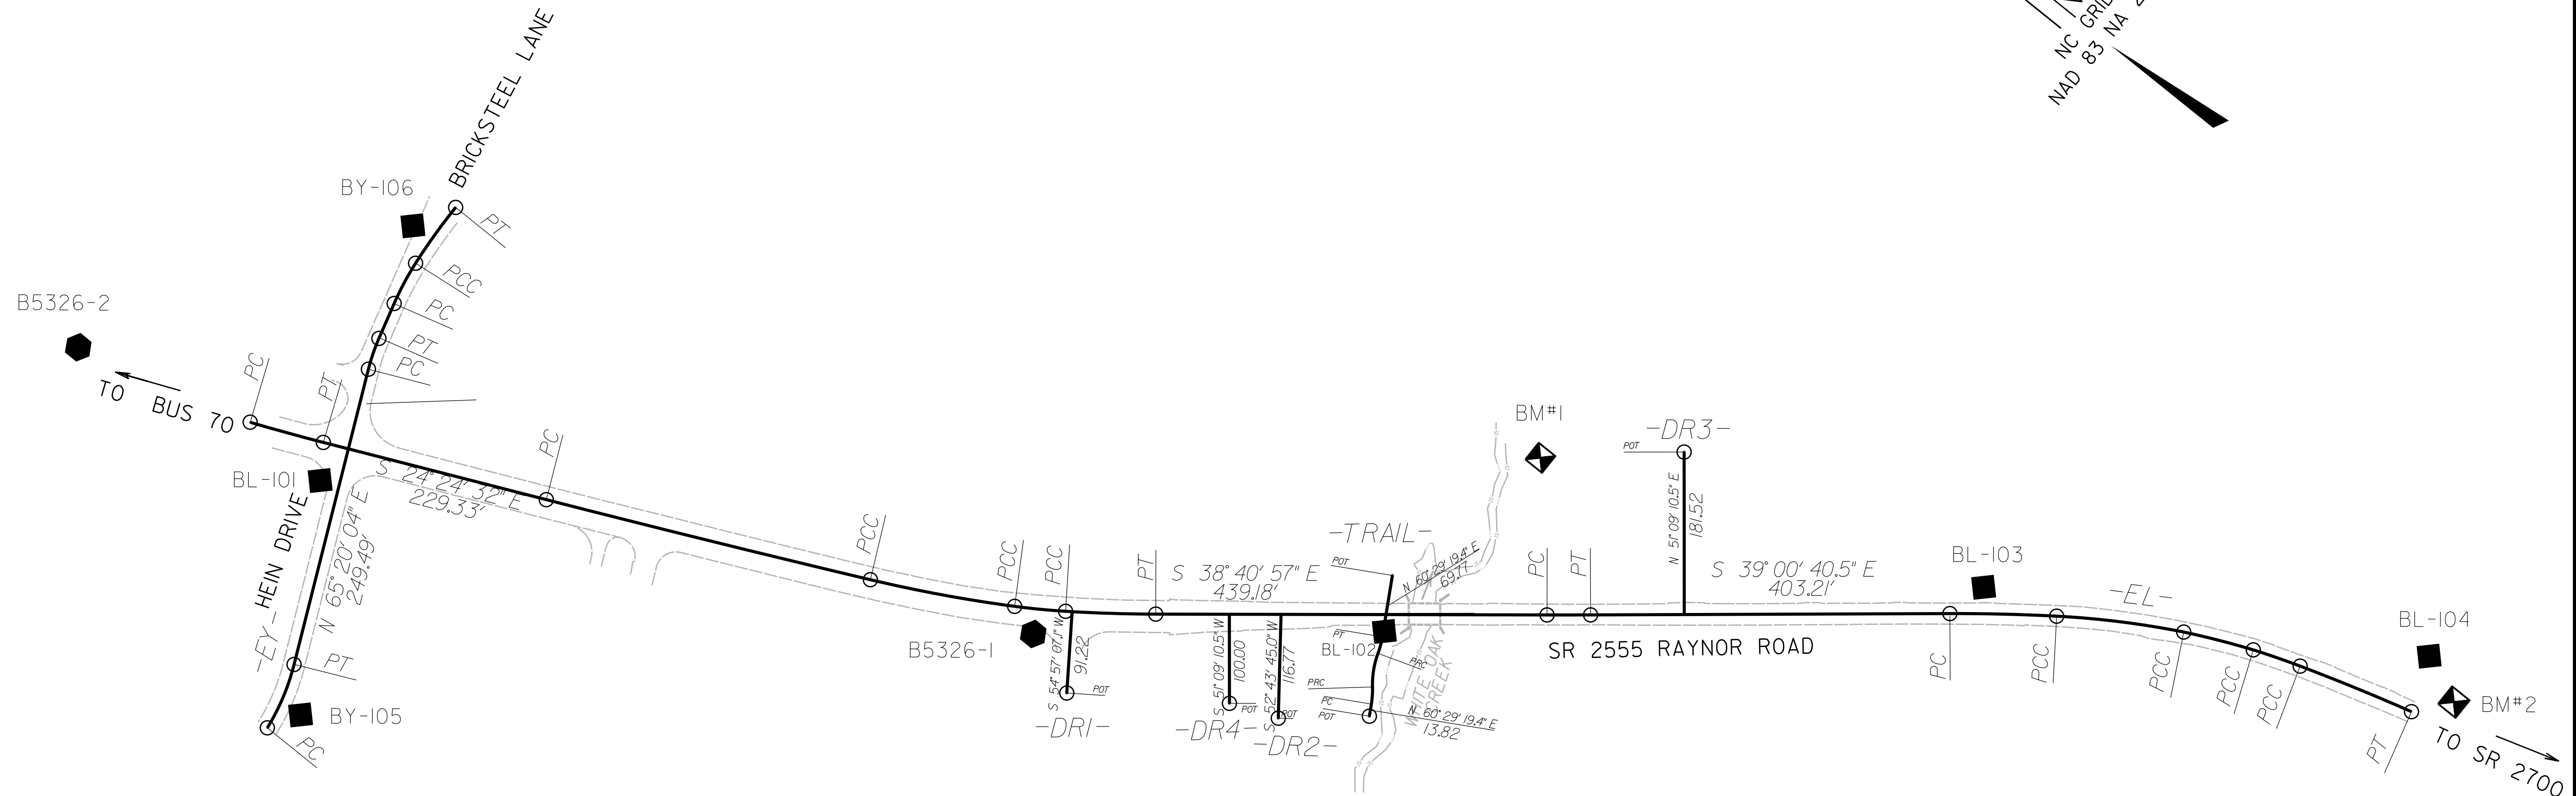 NC GRID
NAD 83 NA 2
BRICKSTEEL LANE
BY-106
PT
PCC
PC
PT
PC
B5326-2
TO BUS 70
PC
PT
BL-101
-EY- HEIN DRIVE
N 65° 20' 04" E
249.49'
PT
BY-105
PC
S 24° 24' 32" E
229.33'
PC
PCC
PCC
PCC
PT
B5326-1
S 54° 57' 07.1" W
91.22
POT
-DR1-
S 38° 40' 57" E
439.18'
S 51° 09' 10.5" W
100.00
POT
-DR4-
S 52° 43' 45.0" W
116.77
POT
-DR2-
-TRAIL-
POT
N 60° 29' 19.4" E
69.77
PT
BL-102
PRC
PRC
PC
POT
N 60° 29' 19.4" E
13.82
WHITE OAK
CREEK
BM#1
PC
PT
-DR3-
POT
N 51° 09' 10.5" E
181.52
SR 2555 RAYNOR ROAD
S 39° 00' 40.5" E
403.21'
BL-103
PC
PCC
-EL-
PCC
PCC
PCC
BL-104
BM#2
PT
TO SR 2700